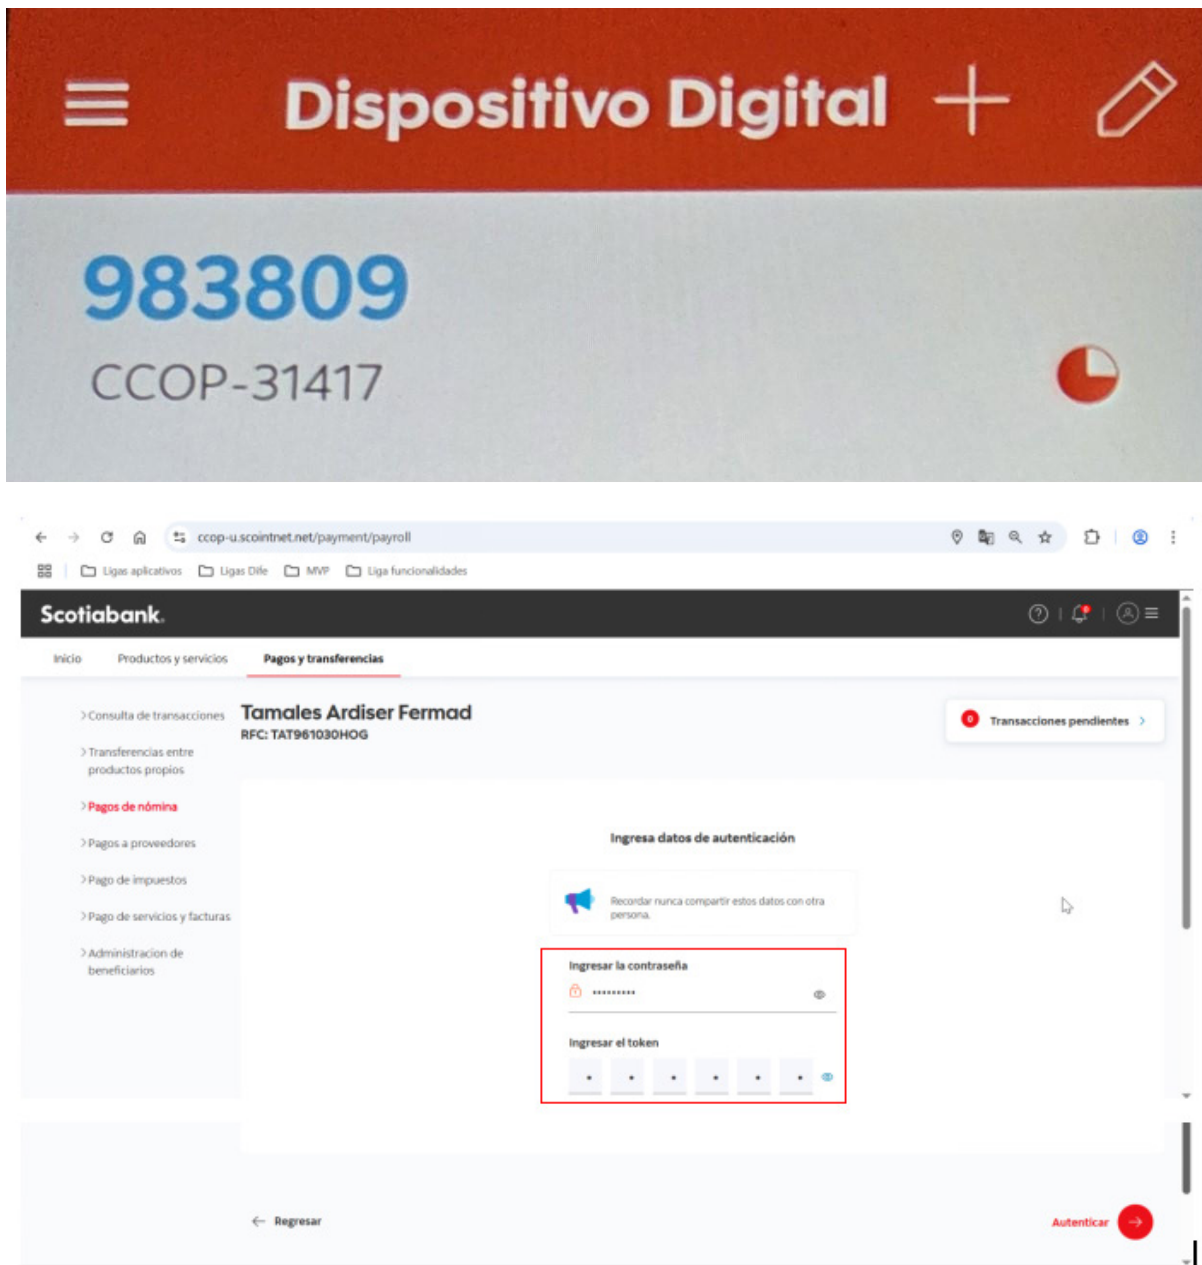 Dispositivo Digital
983809
CCOP-31417
ccop-u.scointnet.net/payment/payroll
Ligas aplicativos Ligas Dife MVP Liga funcionalidades
Scotiabank.
Inicio Productos y servicios Pagos y transferencias
Consulta de transacciones
Transferencias entre
productos propios
Pagos de nómina
Pagos a proveedores
Pago de impuestos
Pago de servicios y facturas
Administracion de
beneficiarios
Tamales Ardiser Fermad
RFC: TAT961030HOG
0 Transacciones pendientes
Ingresa datos de autenticación
Recordar nunca compartir estos datos con otra
persona.
Ingresar la contraseña
Ingresar el token
Regresar
Autenticar